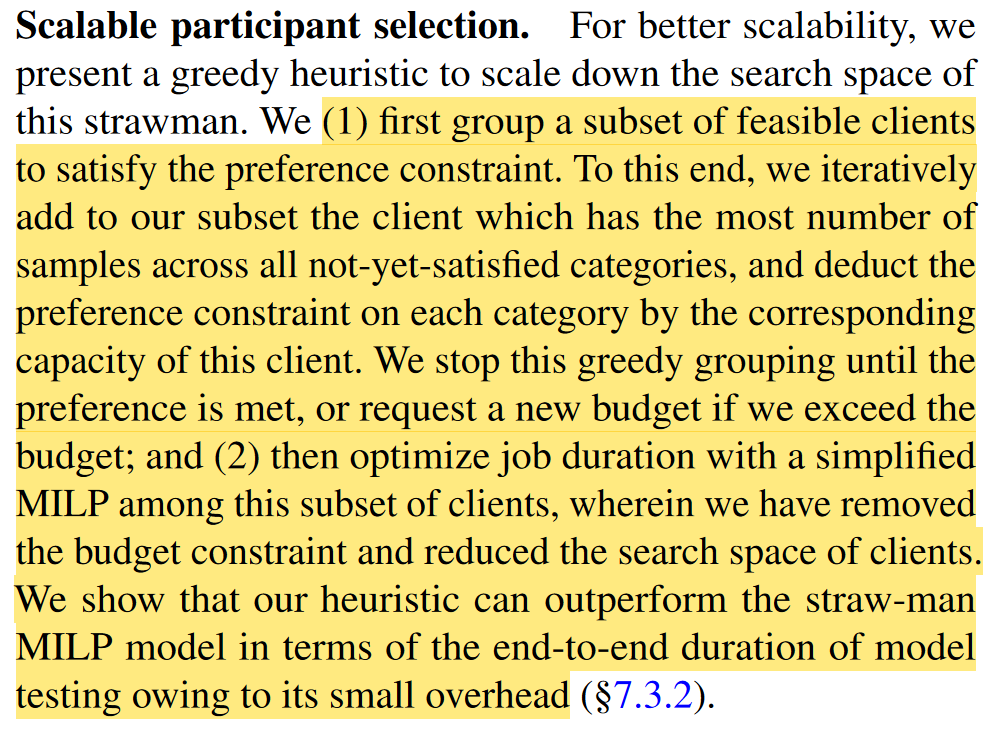 Scalable participant selection. For better scalability, we
present a greedy heuristic to scale down the search space of
this strawman. We (1) first group a subset of feasible clients
to satisfy the preference constraint. To this end, we iteratively
add to our subset the client which has the most number of
samples across all not-yet-satisfied categories, and deduct the
preference constraint on each category by the corresponding
capacity of this client. We stop this greedy grouping until the
preference is met, or request a new budget if we exceed the
budget; and (2) then optimize job duration with a simplified
MILP among this subset of clients, wherein we have removed
the budget constraint and reduced the search space of clients.
We show that our heuristic can outperform the straw-man
MILP model in terms of the end-to-end duration of model
testing owing to its small overhead (§7.3.2).